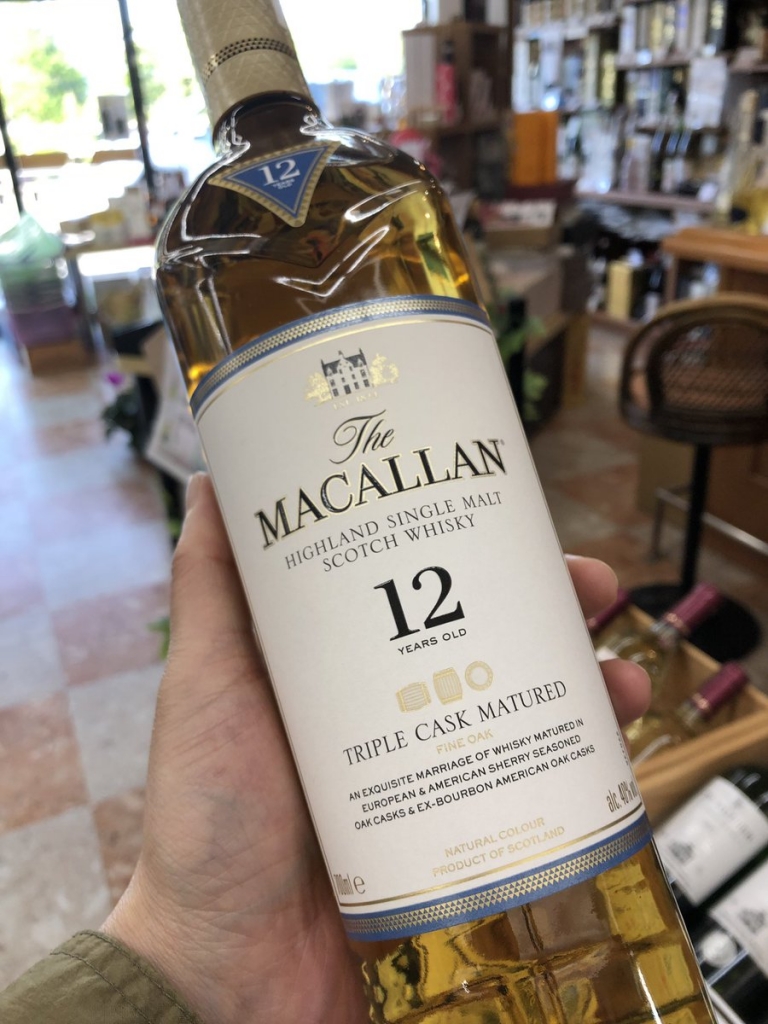 12
YEARS
The
MACALLAN
HIGHLAND SINGLE MALT
SCOTCH WHISKY
12
YEARS OLD
TRIPLE CASK MATURED
FINE OAK
AN EXQUISITE MARRIAGE OF WHISKY MATURED IN
EUROPEAN & AMERICAN SHERRY SEASONED
OAK CASKS & EX-BOURBON AMERICAN OAK CASKS
alc. 40%
NATURAL COLOUR
PRODUCT OF SCOTLAND
700ml e